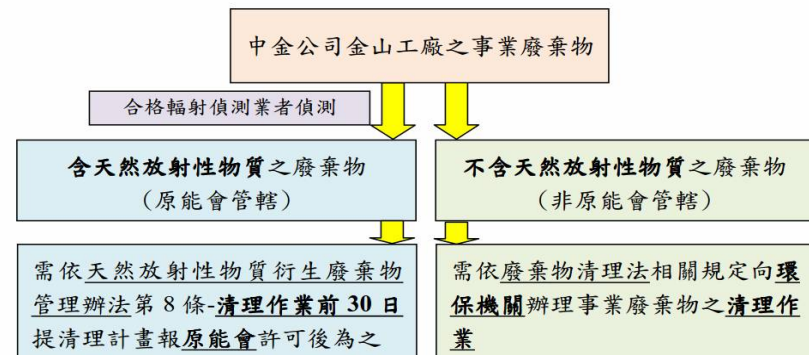 中金公司金山工廠之事業廢棄物
合格輻射偵測業者偵測
含天然放射性物質之廢棄物
(原能會管轄)
不含天然放射性物質之廢棄物
(非原能會管轄)
需依天然放射性物質衍生廢棄物
管理辦法第 8 條-清理作業前 30 日
提清理計畫報原能會許可後為之
需依廢棄物清理法相關規定向環
保機關辦理事業廢棄物之清理作
業